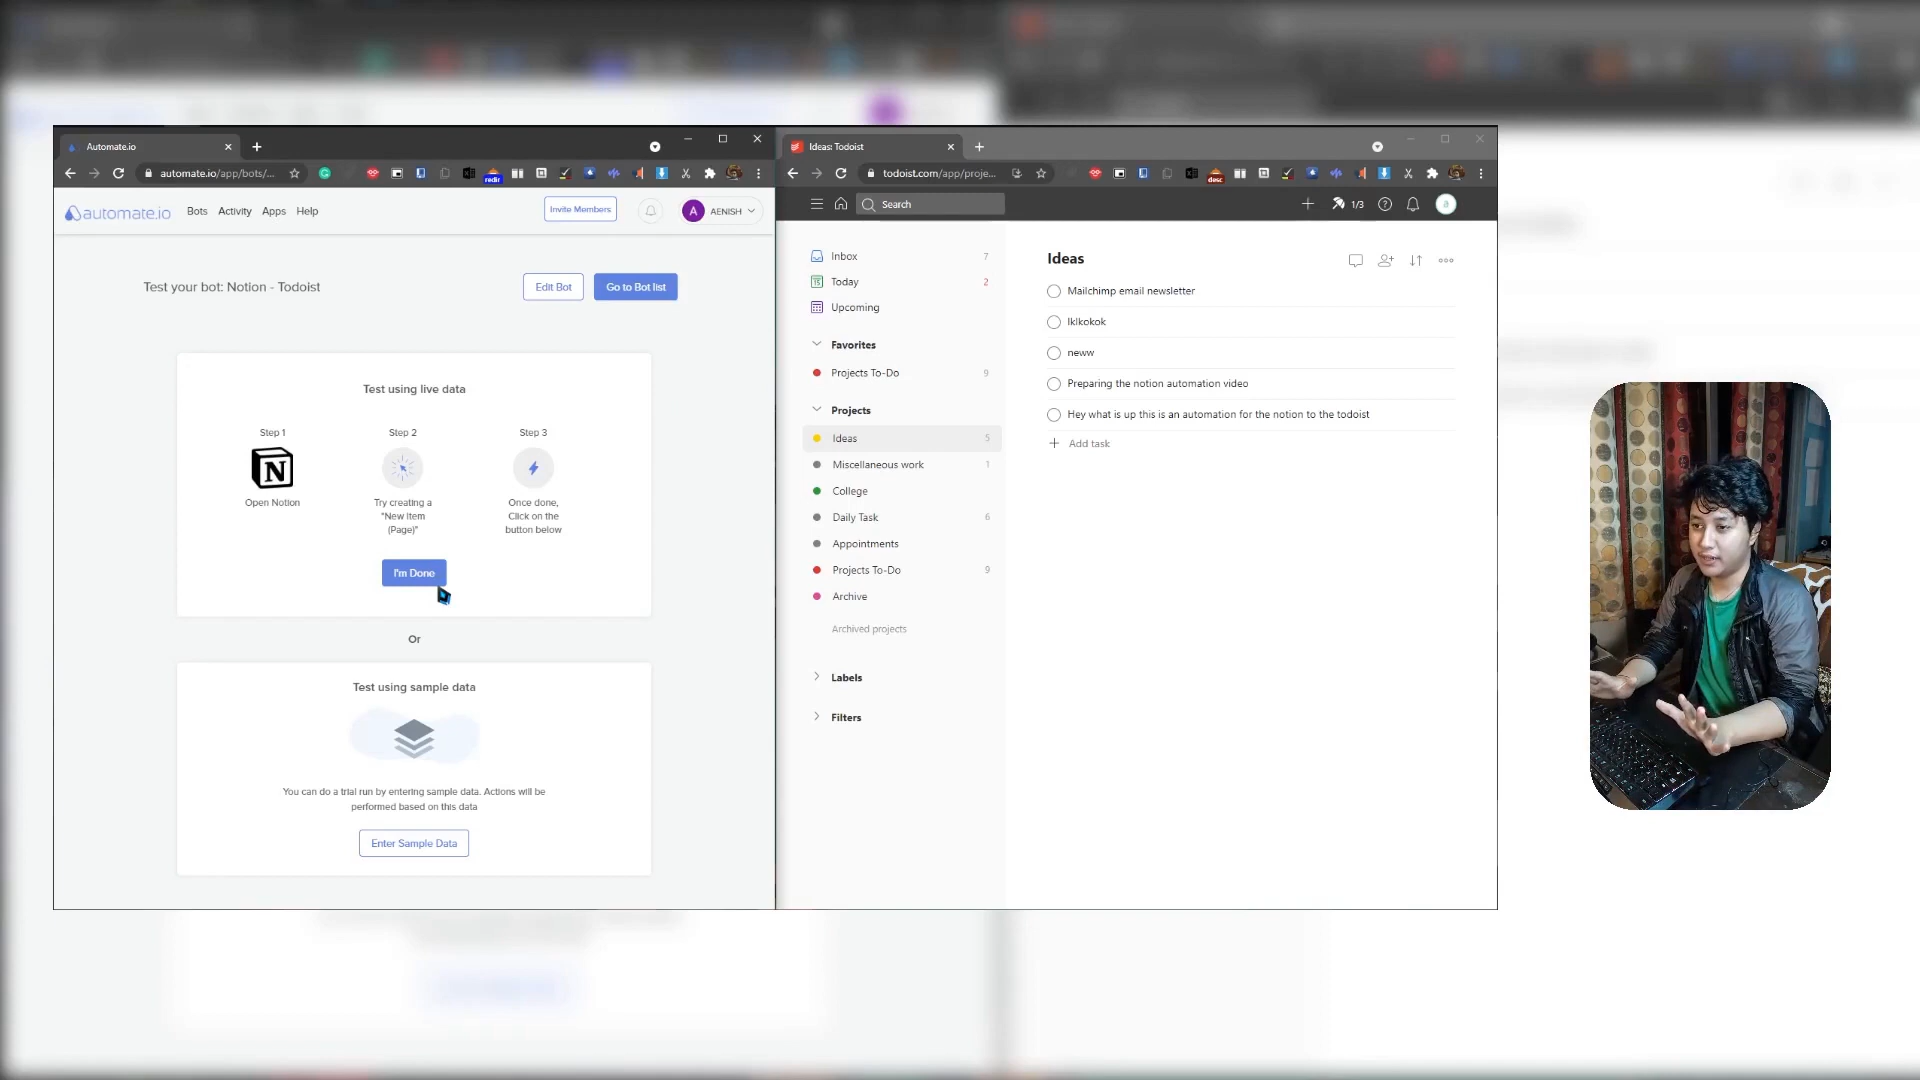 Automate.io
automate.io/app/bots/...
redir
automate.io
Bots
Activity
Apps
Help
Invite Members
A
AENISH
Test your bot: Notion - Todoist
Edit Bot
Go to Bot list
Test using live data
Step 1
Step 2
Step 3
Open Notion
Try creating a
"New Item
(Page)"
Once done,
Click on the
button below
I'm Done
Or
Test using sample data
You can do a trial run by entering sample data. Actions will be
performed based on this data
Enter Sample Data
Ideas: Todoist
todoist.com/app/proje...
desc
Search
1/3
a
Inbox 7
Today 2
Upcoming
Favorites
Projects To-Do 9
Projects
Ideas 5
Miscellaneous work 1
College
Daily Task 6
Appointments
Projects To-Do 9
Archive
Archived projects
Labels
Filters
Ideas
Mailchimp email newsletter
lklkokok
neww
Preparing the notion automation video
Hey what is up this is an automation for the notion to the todoist
Add task